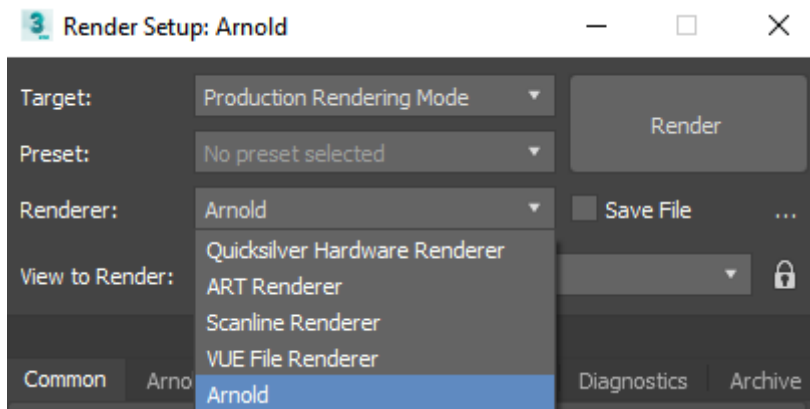 Render Setup: Arnold
Target: Production Rendering Mode
Render
Preset: No preset selected
Renderer: Arnold Save File ...
Quicksilver Hardware Renderer
View to Render:
ART Renderer
Scanline Renderer
VUE File Renderer
Common Arno Diagnostics Archive
Arnold